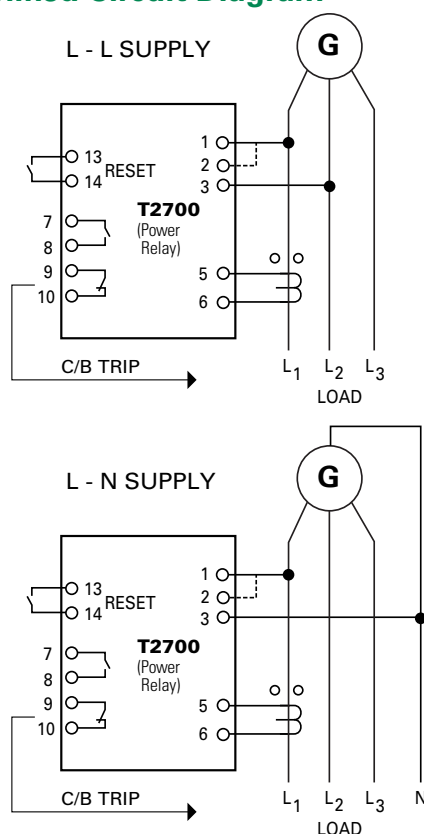 L - L SUPPLY
G
1
2
3
13
14
RESET
T2700
(Power
Relay)
7
8
9
10
5
6
C/B TRIP
L1 L2 L3
LOAD
L - N SUPPLY
G
1
2
3
13
14
RESET
T2700
(Power
Relay)
7
8
9
10
5
6
C/B TRIP
L1 L2 L3 N
LOAD